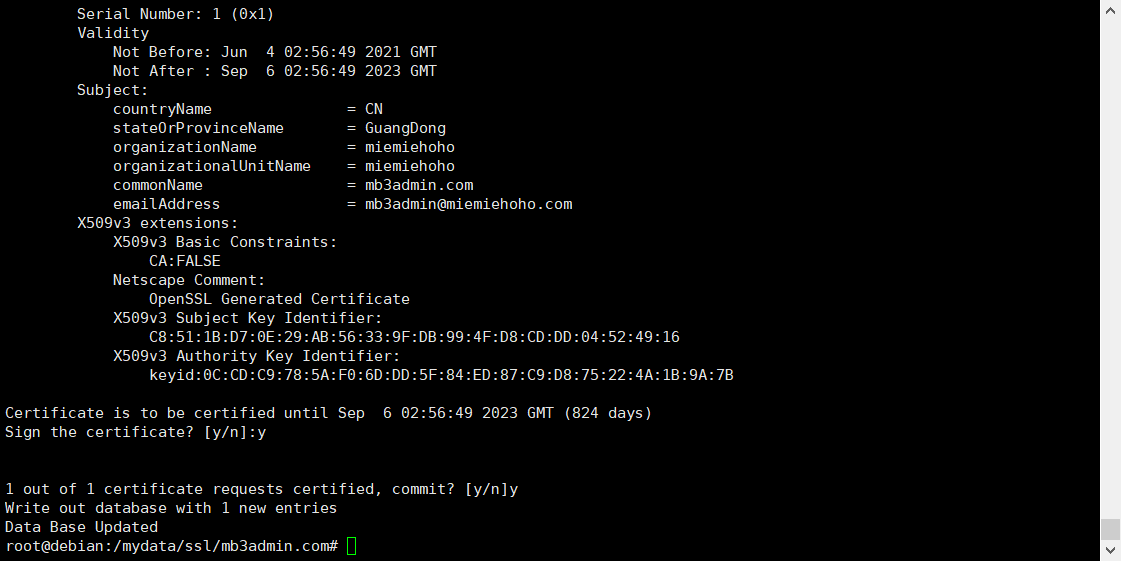 Serial Number: 1 (0x1)
        Validity
            Not Before: Jun  4 02:56:49 2021 GMT
            Not After : Sep  6 02:56:49 2023 GMT
        Subject:
            countryName               = CN
            stateOrProvinceName       = GuangDong
            organizationName          = miemiehoho
            organizationalUnitName    = miemiehoho
            commonName                = mb3admin.com
            emailAddress              = mb3admin@miemiehoho.com
        X509v3 extensions:
            X509v3 Basic Constraints:
                CA:FALSE
            Netscape Comment:
                OpenSSL Generated Certificate
            X509v3 Subject Key Identifier:
                C8:51:1B:D7:0E:29:AB:56:33:9F:DB:99:4F:D8:CD:DD:04:52:49:16
            X509v3 Authority Key Identifier:
                keyid:0C:CD:C9:78:5A:F0:6D:DD:5F:84:ED:87:C9:D8:75:22:4A:1B:9A:7B

Certificate is to be certified until Sep  6 02:56:49 2023 GMT (824 days)
Sign the certificate? [y/n]:y


1 out of 1 certificate requests certified, commit? [y/n]y
Write out database with 1 new entries
Data Base Updated
root@debian:/mydata/ssl/mb3admin.com#